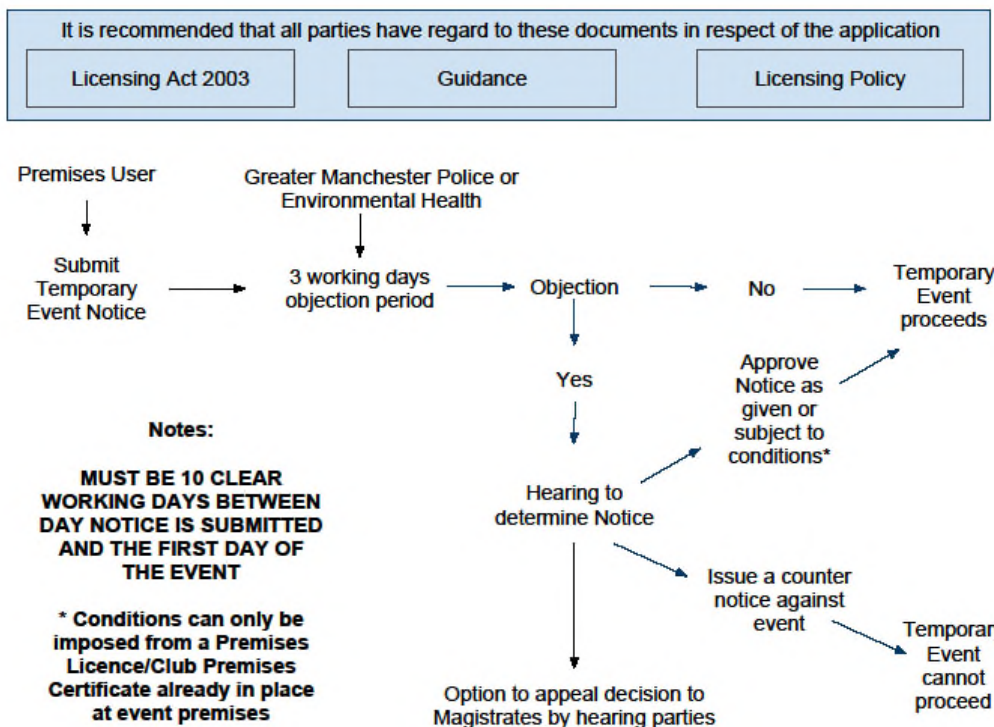 It is recommended that all parties have regard to these documents in respect of the application
Licensing Act 2003
Guidance
Licensing Policy
Premises User
Greater Manchester Police or
Environmental Health
Submit
Temporary
Event Notice
3 working days
objection period
Objection
No
Temporary
Event
proceeds
Yes
Approve
Notice as
given or
subject to
conditions*
Hearing to
determine Notice
Issue a counter
notice against
event
Temporar
Event
cannot
proceed
Option to appeal decision to
Magistrates by hearing parties
Notes:
MUST BE 10 CLEAR
WORKING DAYS BETWEEN
DAY NOTICE IS SUBMITTED
AND THE FIRST DAY OF
THE EVENT
* Conditions can only be
imposed from a Premises
Licence/Club Premises
Certificate already in place
at event premises